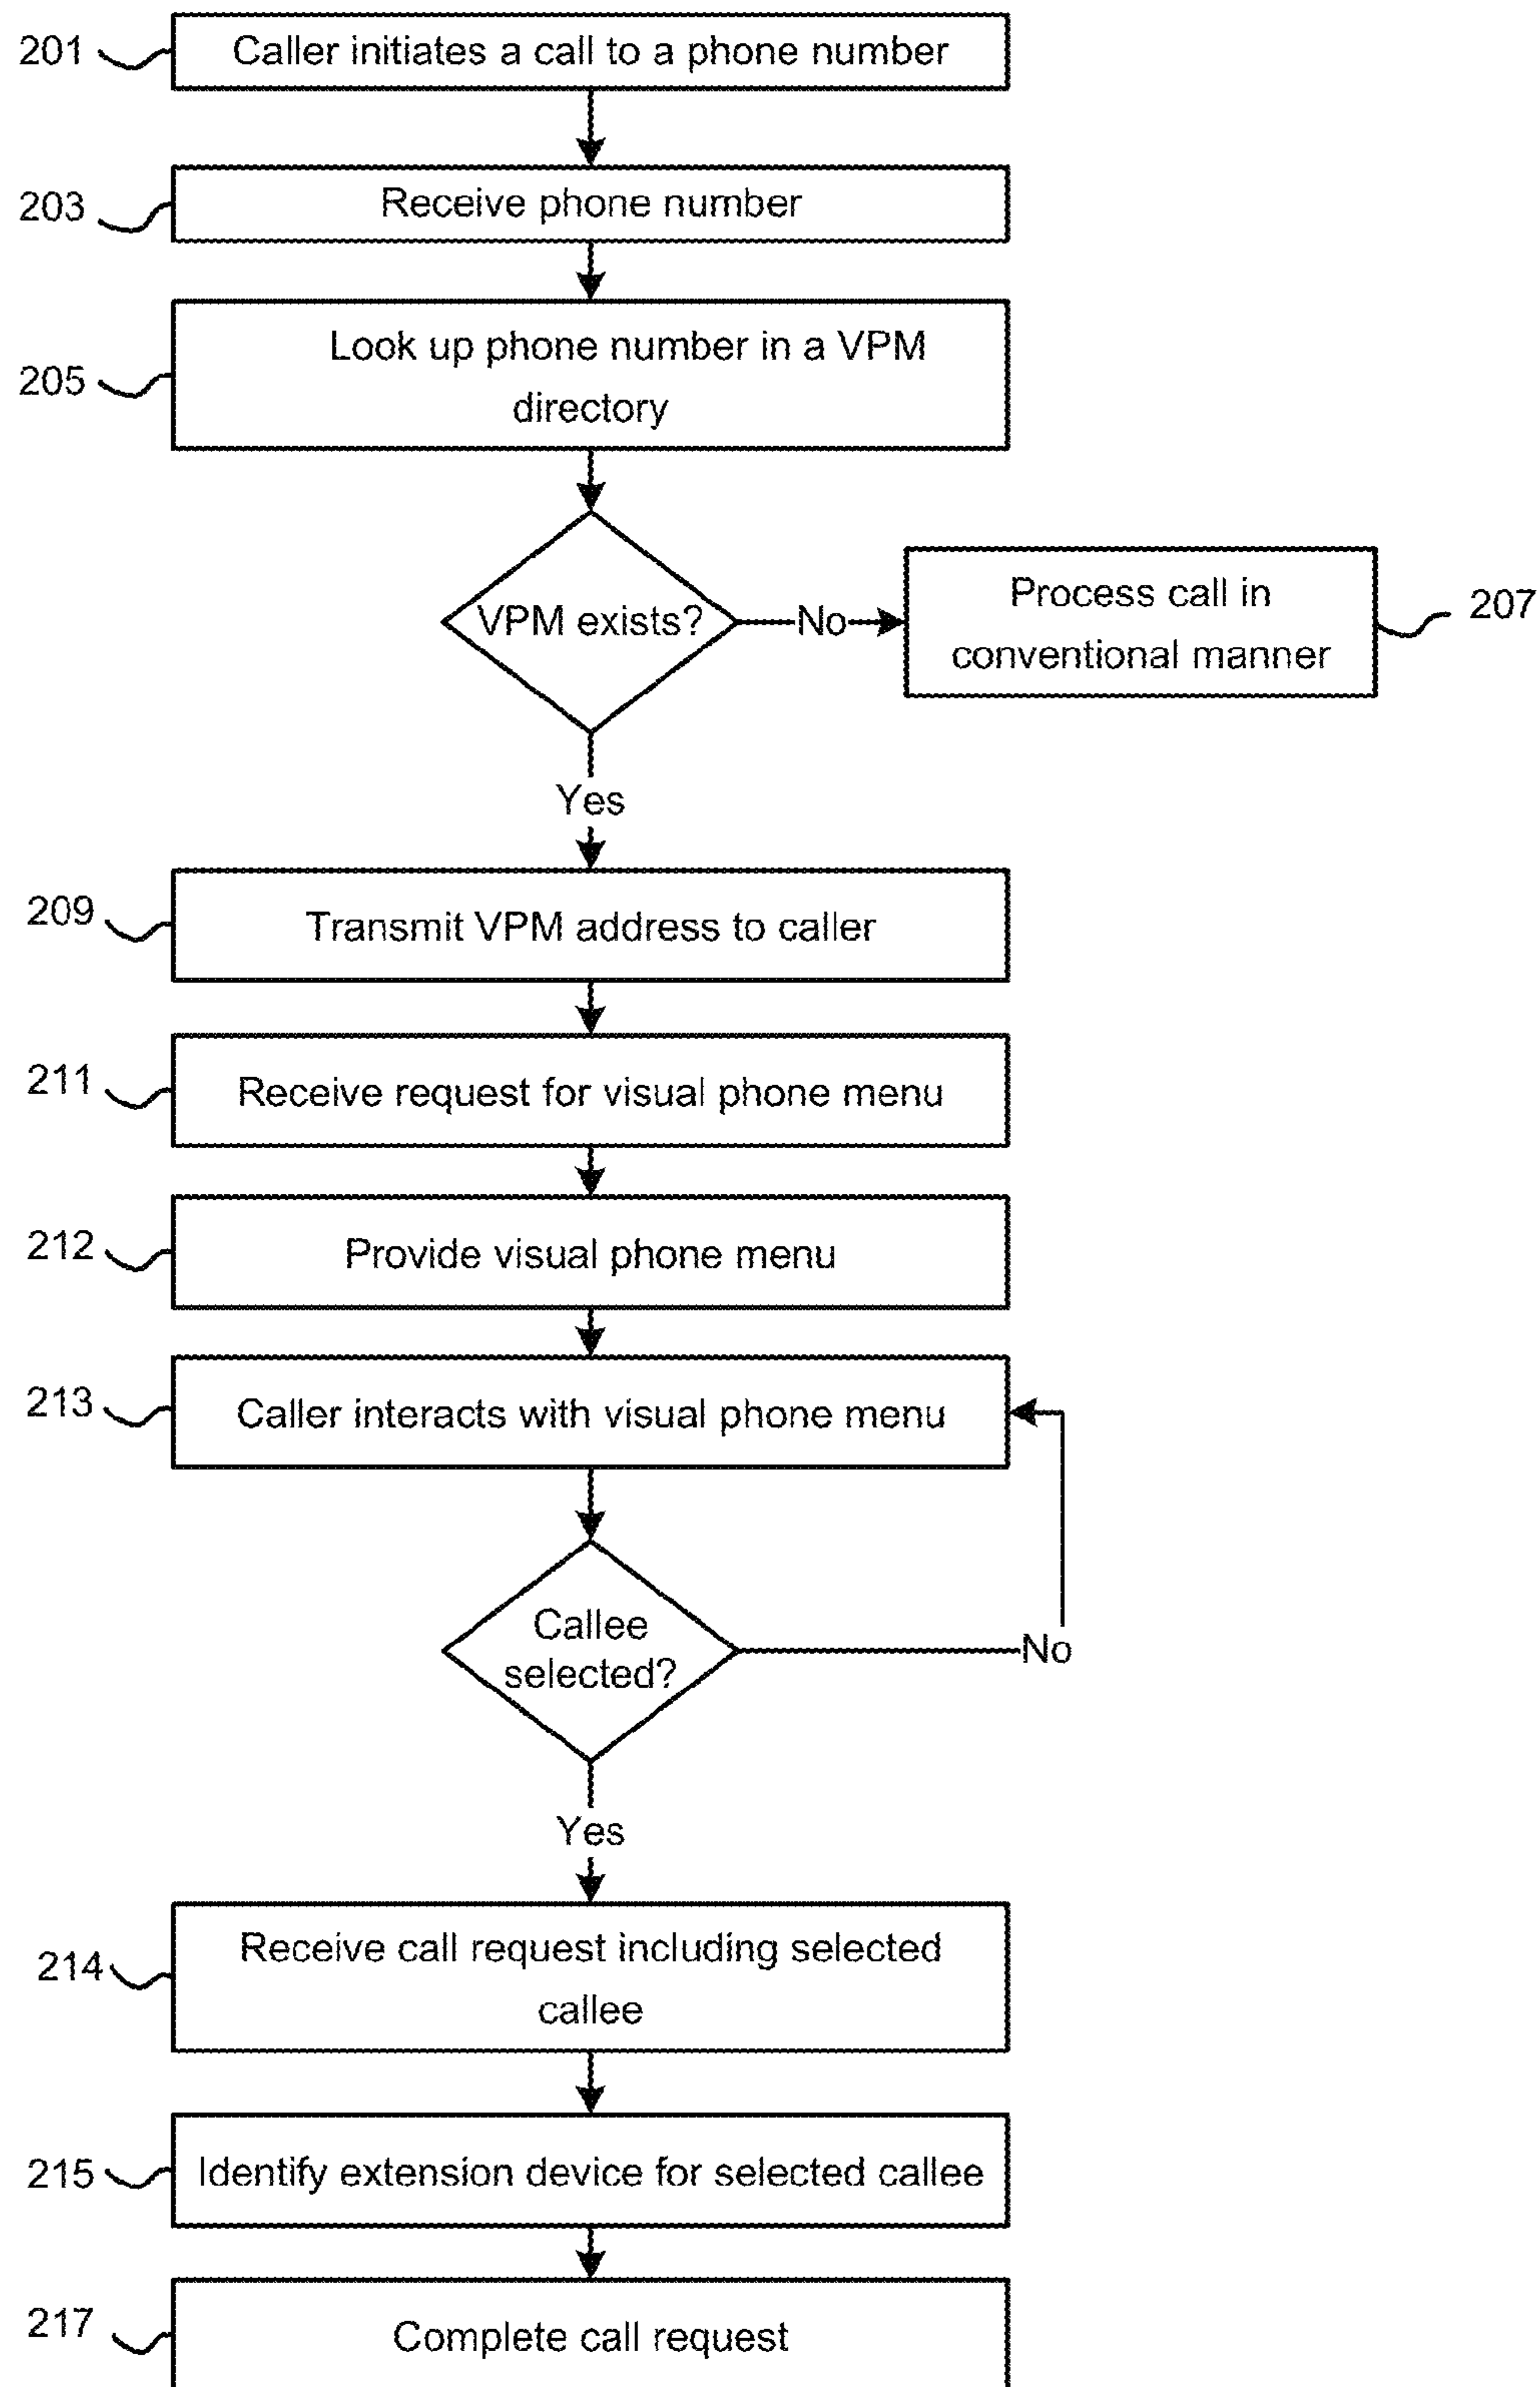 201
Caller initiates a call to a phone number
203
Receive phone number
205
Look up phone number in a VPM
directory
VPM exists?
No
Process call in
conventional manner
207
Yes
209
Transmit VPM address to caller
211
Receive request for visual phone menu
212
Provide visual phone menu
213
Caller interacts with visual phone menu
Callee
selected?
No
Yes
214
Receive call request including selected
callee
215
Identify extension device for selected callee
217
Complete call request